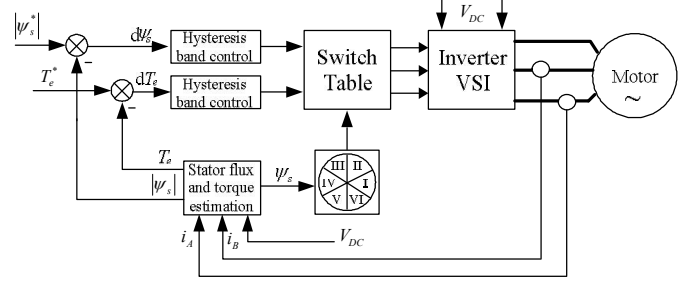 |ψs*|
dψs
Hysteresis
band control
Te*
dTe
Hysteresis
band control
Switch
Table
VDC
Inverter
VSI
Motor
~
Te
|ψs|
Stator flux
and torque
estimation
ψs
III II
IV I
V VI
iA
iB
VDC
-
-